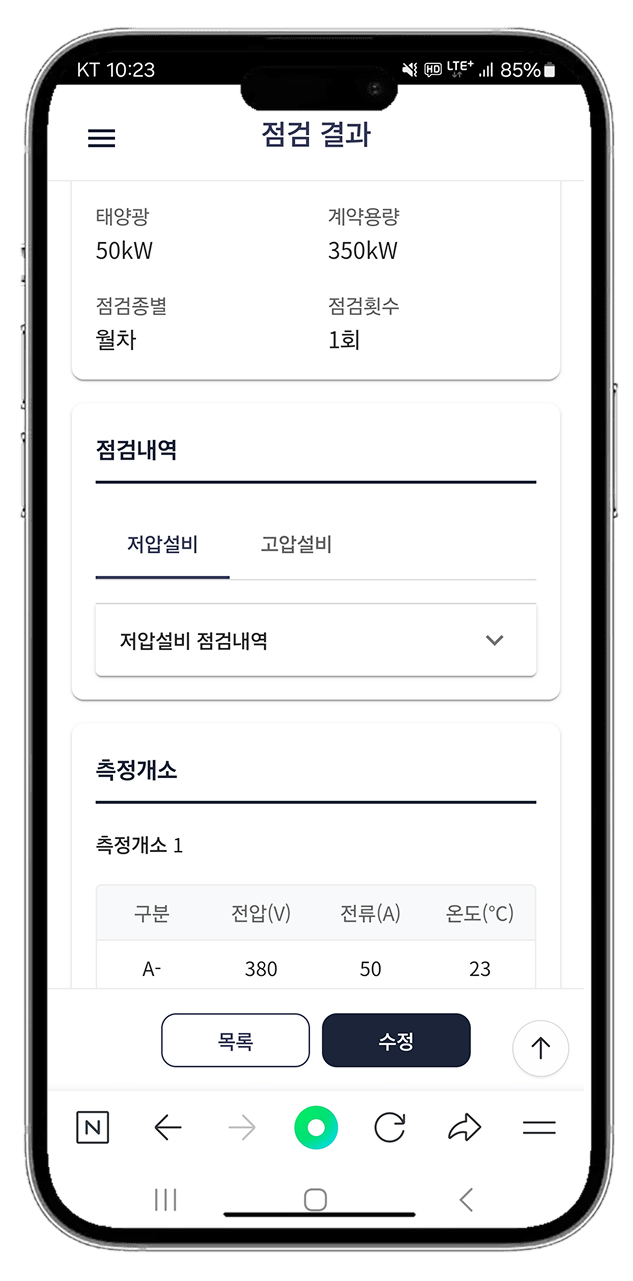 KT 10:23 HD LTE+ 85%
점검 결과
태양광 계약용량
50kW 350kW
점검종별 점검횟수
월차 1회
점검내역
저압설비 고압설비
저압설비 점검내역
측정개소
측정개소 1
구분 전압(V) 전류(A) 온도(°C)
A- 380 50 23
목록 수정
N